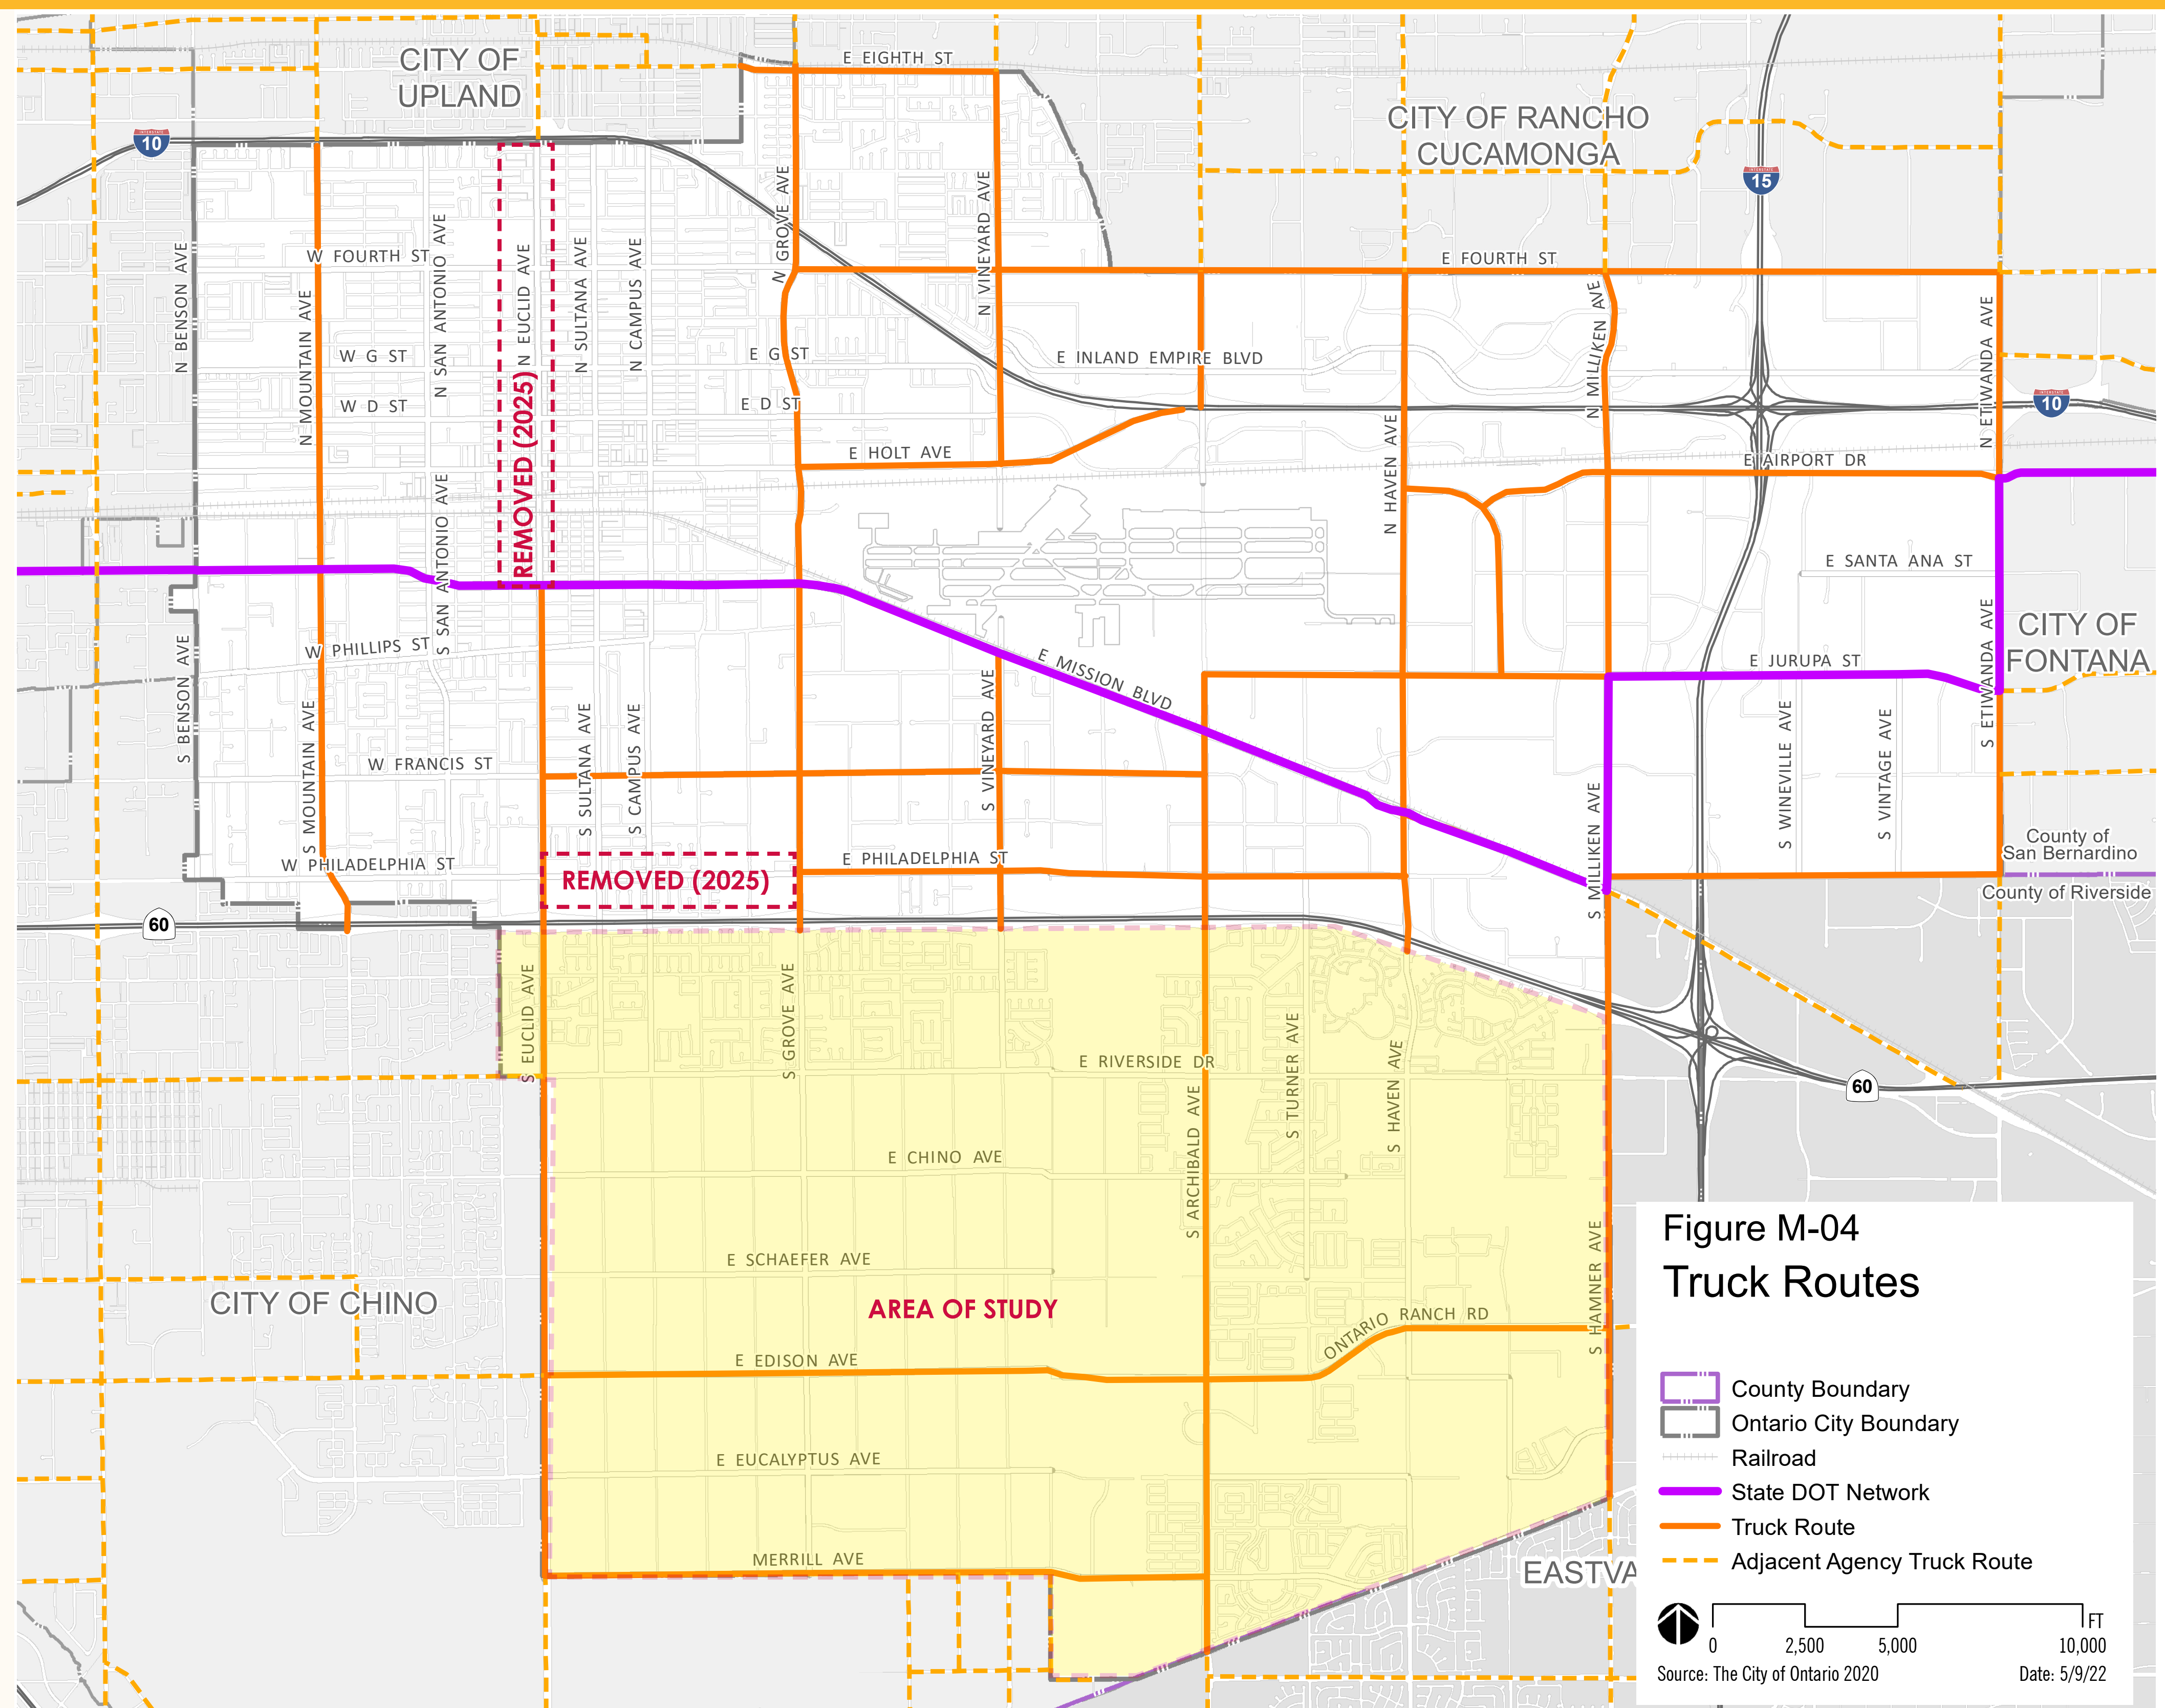 CITY OF
UPLAND
E EIGHTH ST
CITY OF RANCHO
CUCAMONGA
INTERSTATE
10
INTERSTATE
15
N BENSON AVE
N MOUNTAIN AVE
W FOURTH ST
N SAN ANTONIO AVE
N EUCLID AVE
REMOVED (2025)
N SULTANA AVE
N CAMPUS AVE
N GROVE AVE
N VINEYARD AVE
E FOURTH ST
N MILLIKEN AVE
N ETIWANDA AVE
W G ST
E G ST
E INLAND EMPIRE BLVD
W D ST
E D ST
INTERSTATE
10
E HOLT AVE
N HAVEN AVE
E AIRPORT DR
S SAN ANTONIO AVE
E SANTA ANA ST
W PHILLIPS ST
S BENSON AVE
S MOUNTAIN AVE
E MISSION BLVD
E JURUPA ST
CITY OF
FONTANA
S ETIWANDA AVE
S SULTANA AVE
S CAMPUS AVE
S VINEYARD AVE
S MILLIKEN AVE
S WINEVILLE AVE
S VINTAGE AVE
W FRANCIS ST
W PHILADELPHIA ST
REMOVED (2025)
E PHILADELPHIA ST
County of
San Bernardino
County of Riverside
60
S EUCLID AVE
S GROVE AVE
E RIVERSIDE DR
S TURNER AVE
S HAVEN AVE
S ARCHIBALD AVE
60
E CHINO AVE
S HAMNER AVE
E SCHAEFER AVE
CITY OF CHINO
AREA OF STUDY
ONTARIO RANCH RD
E EDISON AVE
E EUCALYPTUS AVE
MERRILL AVE
EASTVA
Figure M-04
Truck Routes
County Boundary
Ontario City Boundary
Railroad
State DOT Network
Truck Route
Adjacent Agency Truck Route
FT
0 2,500 5,000 10,000
Source: The City of Ontario 2020 Date: 5/9/22